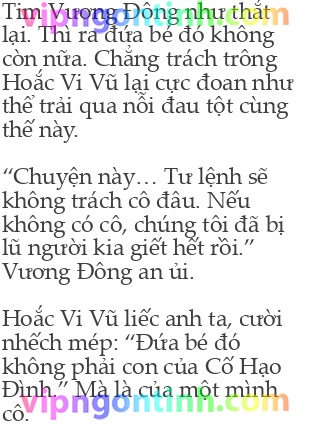 Tim Vương Đông như thắt
lại. Thì ra đứa bé đó không
còn nữa. Chẳng trách trông
Hoắc Vi Vũ lại cực đoan như
thể trải qua nỗi đau tột cùng
thế này.
“Chuyện này… Tư lệnh sẽ
không trách cô đâu. Nếu
không có cô, chúng tôi đã bị
lũ người kia giết hết rồi.”
Vương Đông an ủi.
Hoắc Vi Vũ liếc anh ta, cười
nhếch mép: “Đứa bé đó
không phải con của Cố Hạo
Đình.” Mà là của một mình
cô.
vipngontinh.com
vipngontinh.com